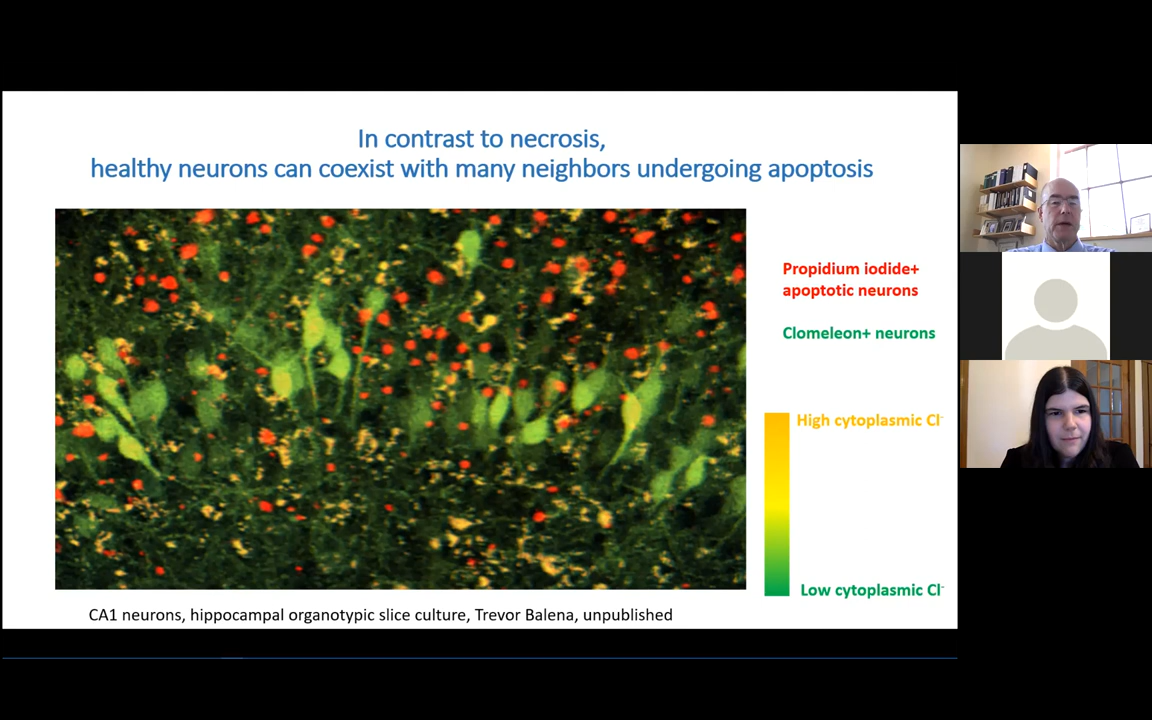 In contrast to necrosis,
healthy neurons can coexist with many neighbors undergoing apoptosis
Propidium iodide+
apoptotic neurons
Clomeleon+ neurons
High cytoplasmic Cl-
Low cytoplasmic Cl-
CA1 neurons, hippocampal organotypic slice culture, Trevor Balena, unpublished